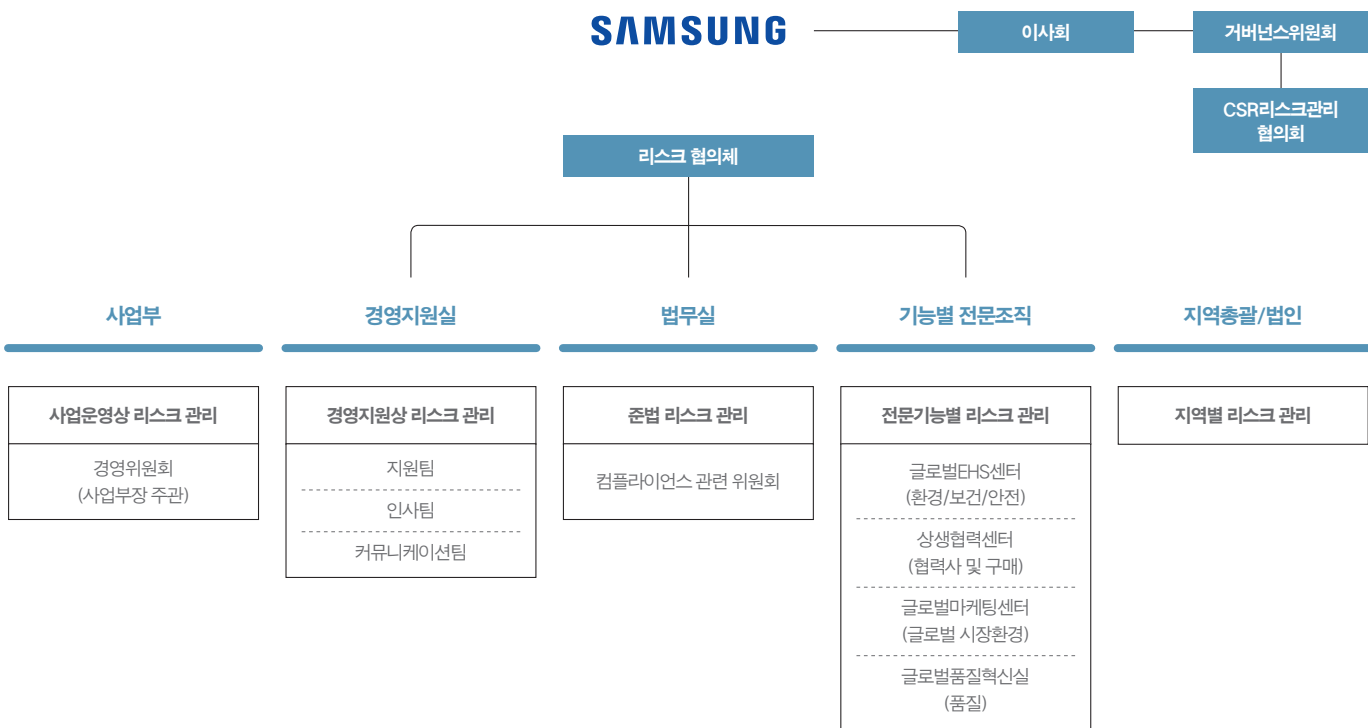 SAMSUNG
이사회
거버넌스위원회
CSR리스크관리
협의회
리스크 협의체
사업부
경영지원실
법무실
기능별 전문조직
지역총괄/법인
사업운영상 리스크 관리
경영위원회
(사업부장 주관)
경영지원상 리스크 관리
지원팀
인사팀
커뮤니케이션팀
준법 리스크 관리
컴플라이언스 관련 위원회
전문기능별 리스크 관리
글로벌EHS센터
(환경/보건/안전)
상생협력센터
(협력사 및 구매)
글로벌마케팅센터
(글로벌 시장환경)
글로벌품질혁신실
(품질)
지역별 리스크 관리